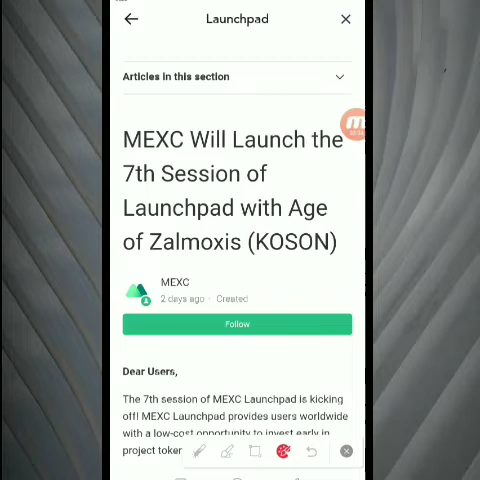 Launchpad
Articles in this section
MEXC Will Launch the
7th Session of
Launchpad with Age
of Zalmoxis (KOSON)
MEXC
2 days ago · Created
Follow
Dear Users,
The 7th session of MEXC Launchpad is kicking
off! MEXC Launchpad provides users worldwide
with a low-cost opportunity to invest early in
project token